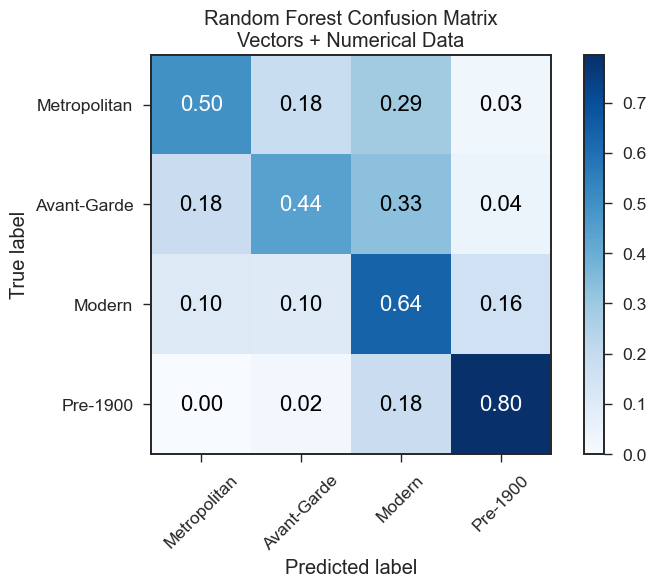 Random Forest Confusion Matrix
Vectors + Numerical Data
True label
Metropolitan 0.50 0.18 0.29 0.03
Avant-Garde 0.18 0.44 0.33 0.04
Modern 0.10 0.10 0.64 0.16
Pre-1900 0.00 0.02 0.18 0.80
Metropolitan Avant-Garde Modern Pre-1900
Predicted label
0.7
0.6
0.5
0.4
0.3
0.2
0.1
0.0